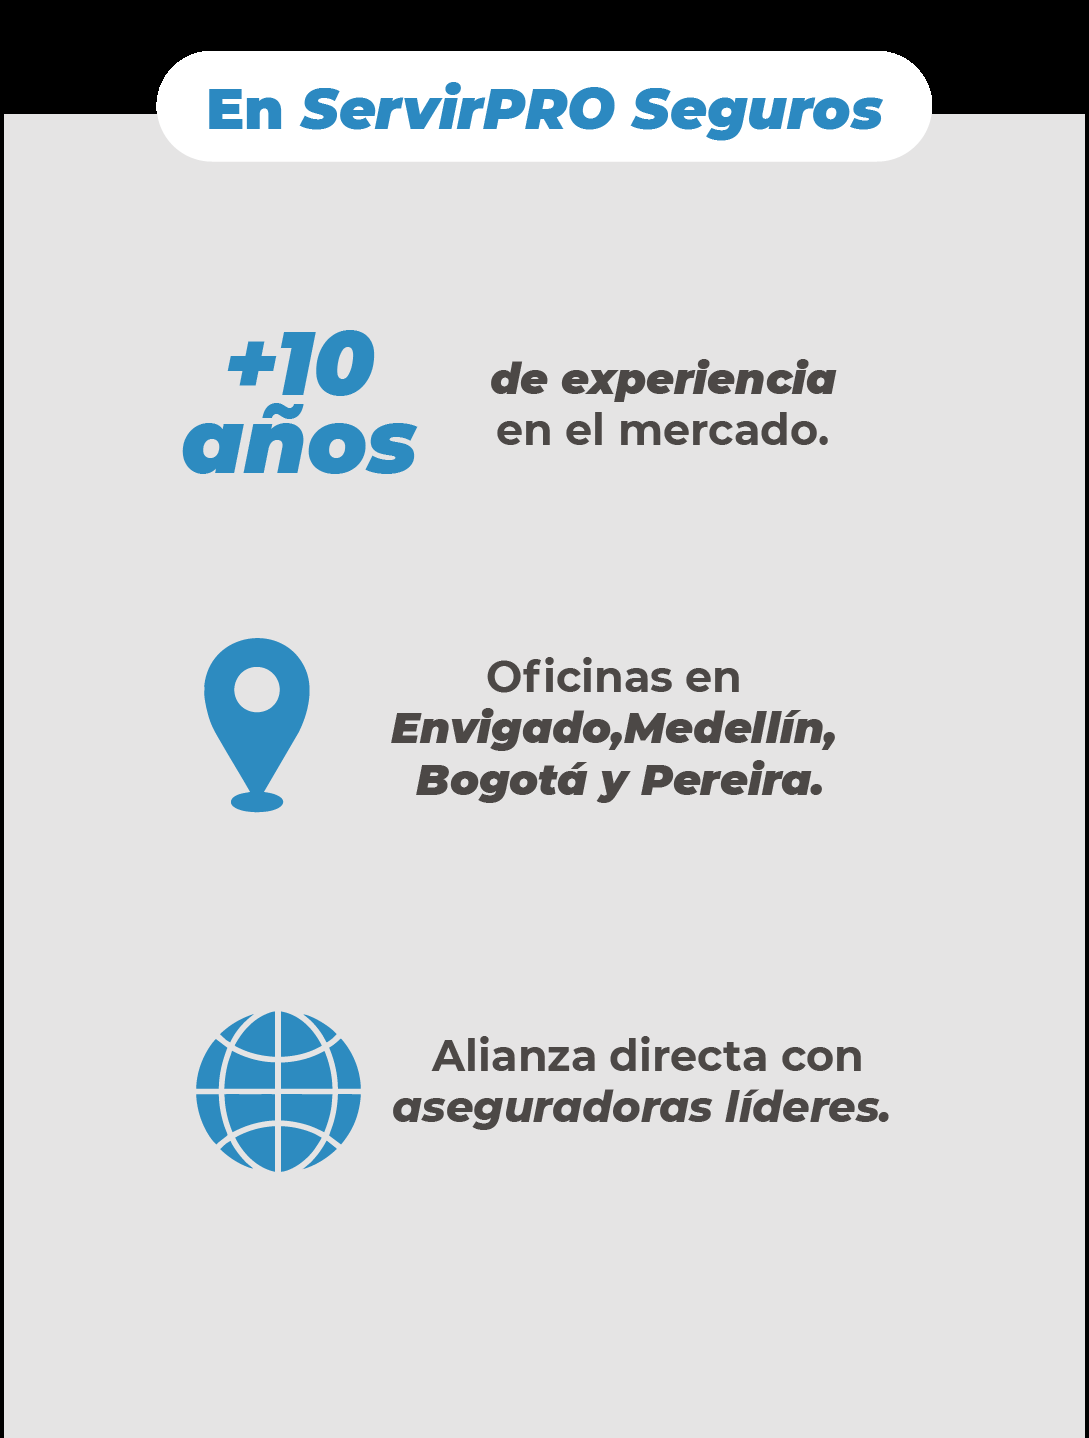 En ServirPRO Seguros
+10
años
de experiencia
en el mercado.
Oficinas en
Envigado,Medellín,
Bogotá y Pereira.
Alianza directa con
aseguradoras líderes.